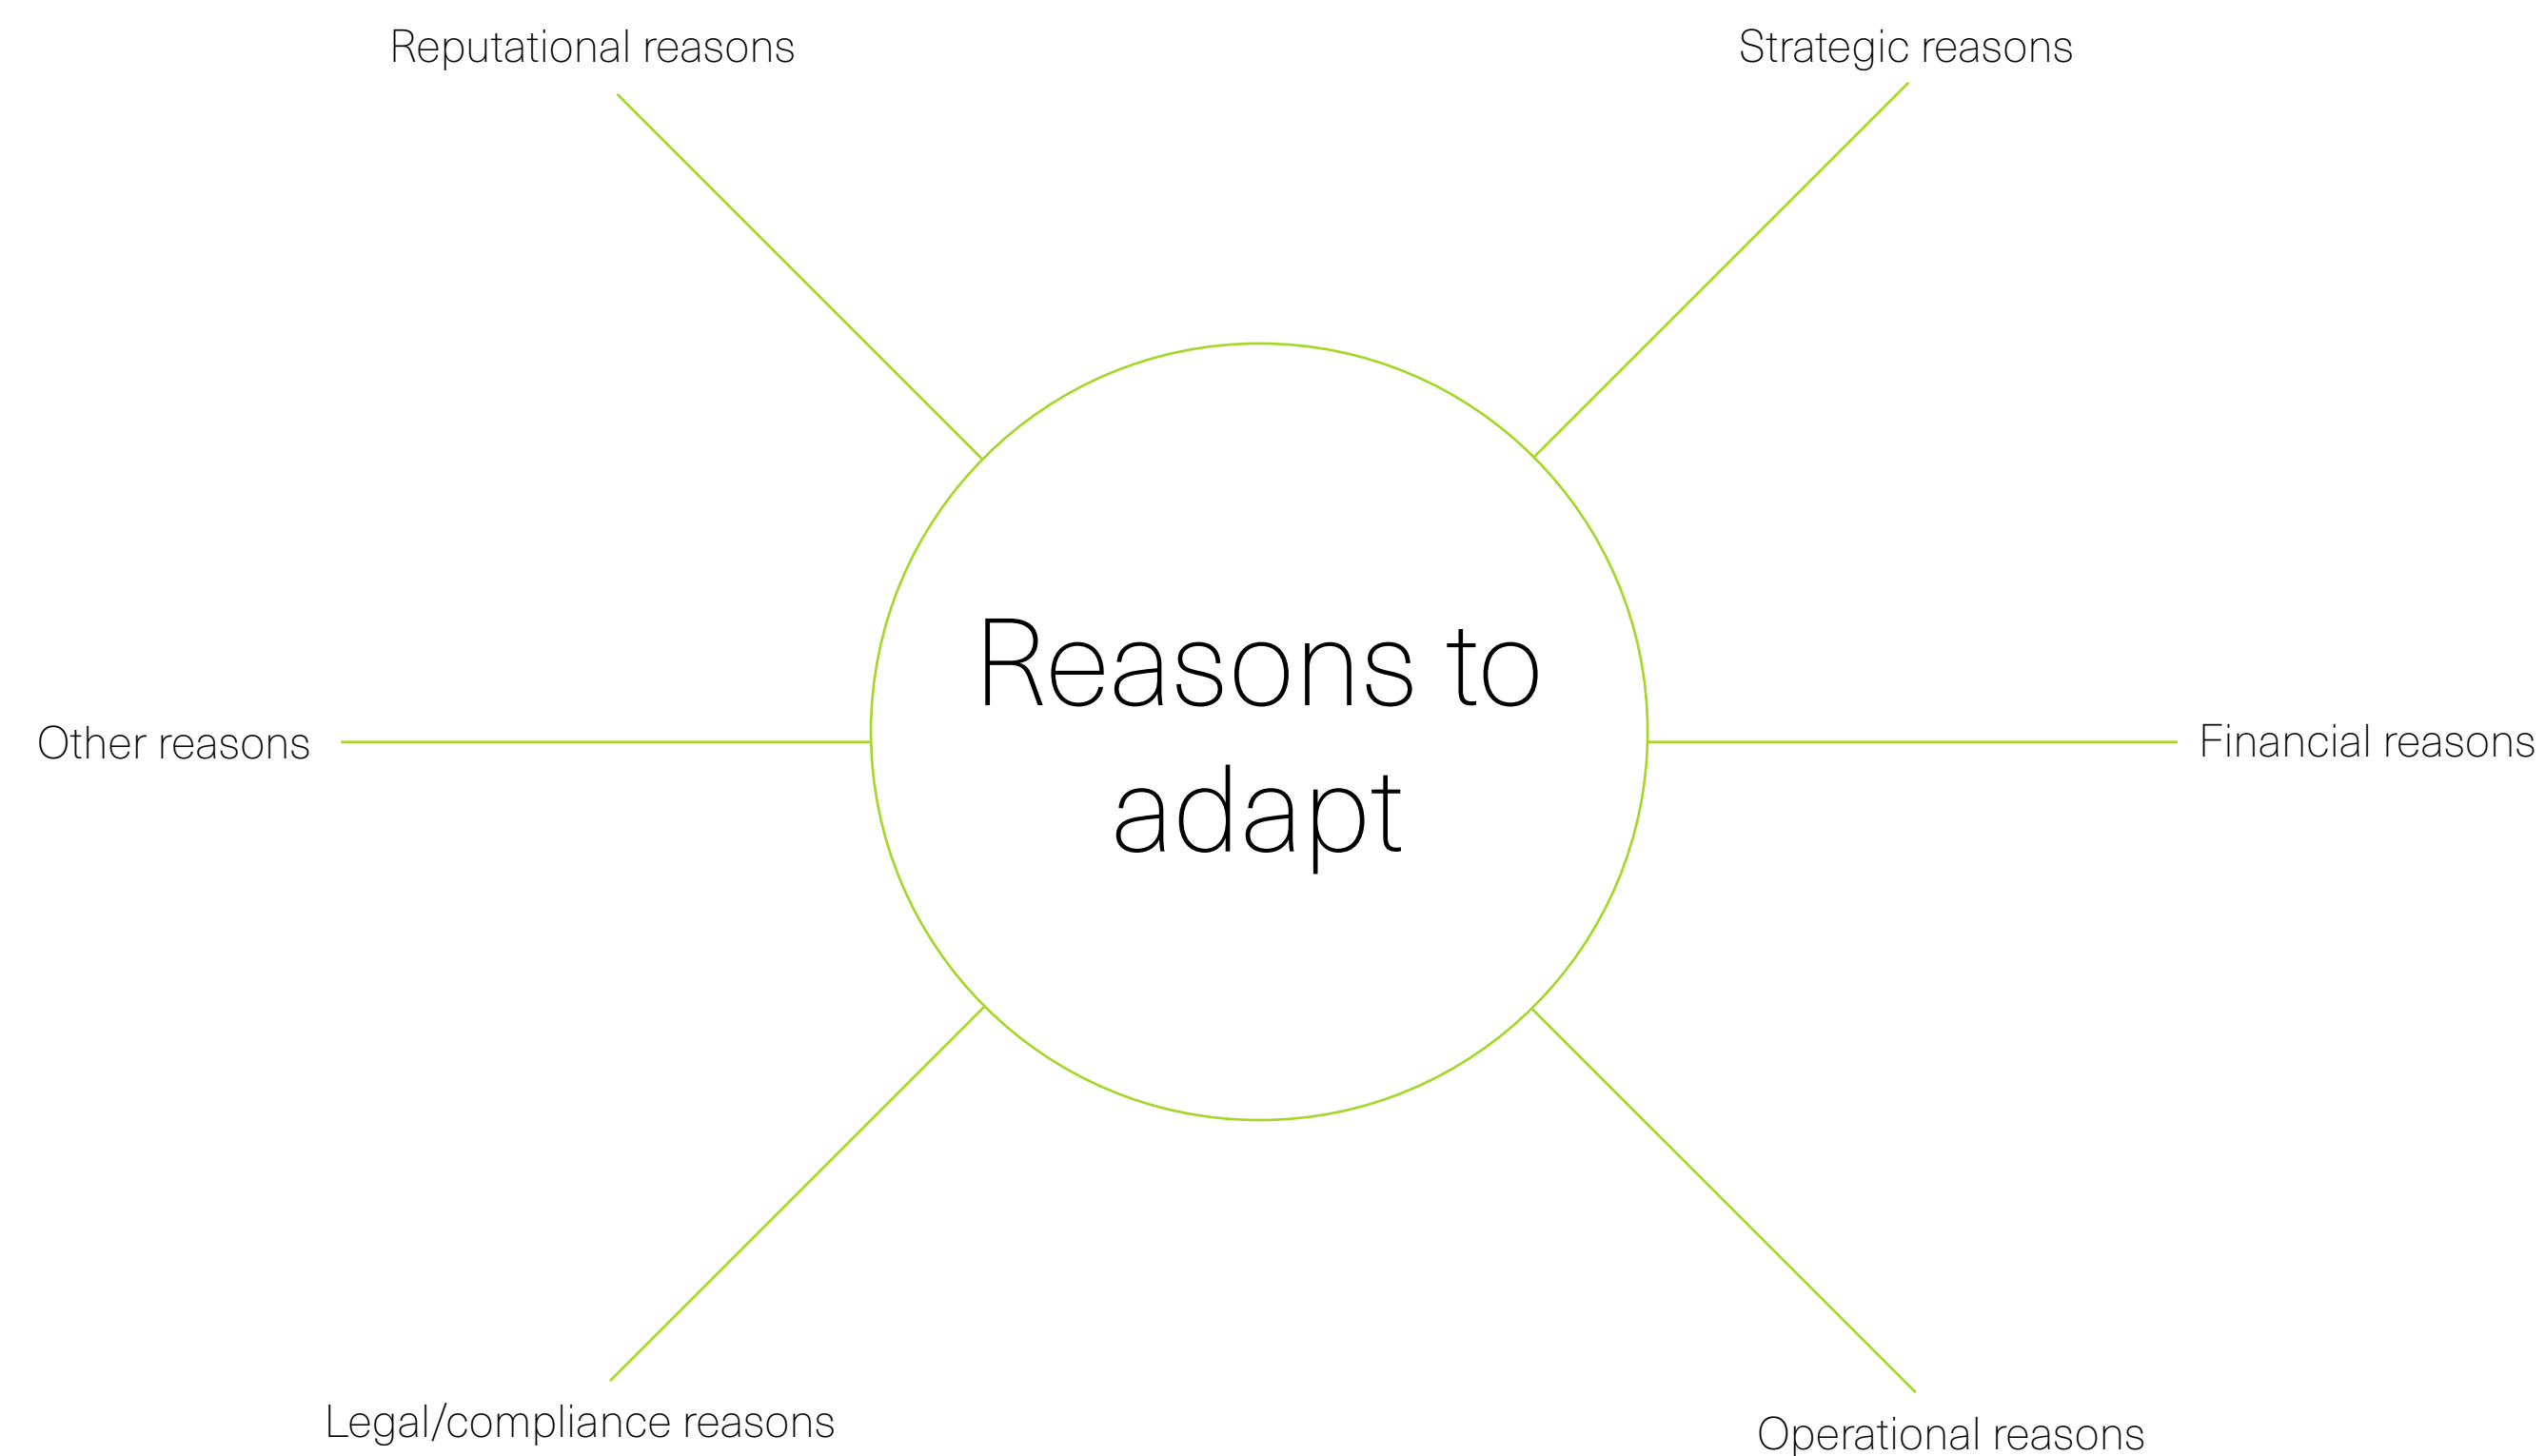 Reputational reasons
Strategic reasons
Reasons to
adapt
Other reasons
Financial reasons
Legal/compliance reasons
Operational reasons